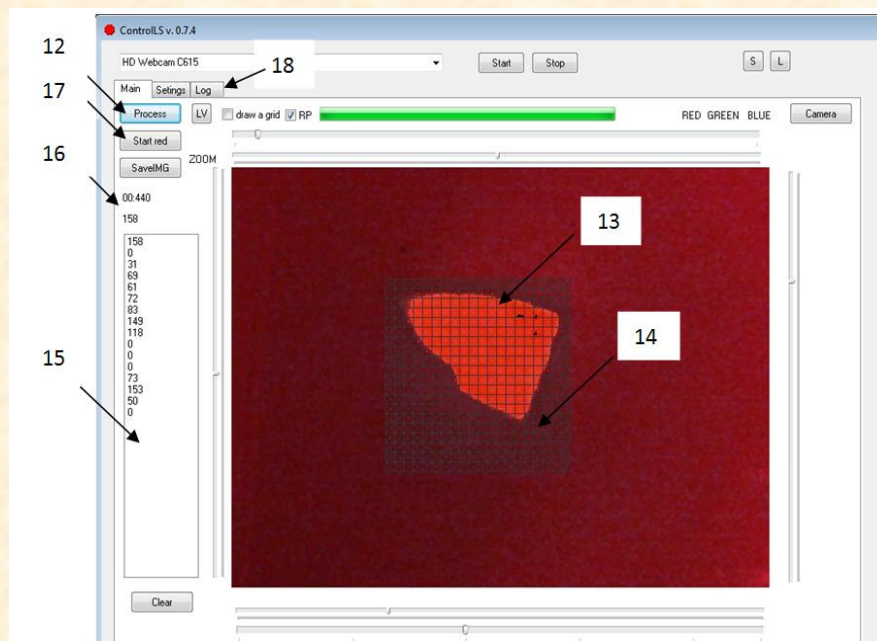 ControlLS v. 0.7.4
12
HD Webcam C615
Start
Stop
S
L
18
Main
Setings
Log
17
Process
LV
draw a grid
RP
RED GREEN BLUE
Camera
Start red
16
SaveIMG
ZOOM
00:440
158
13
158
0
31
69
61
72
83
149
118
0
0
0
73
153
50
0
14
15
Clear